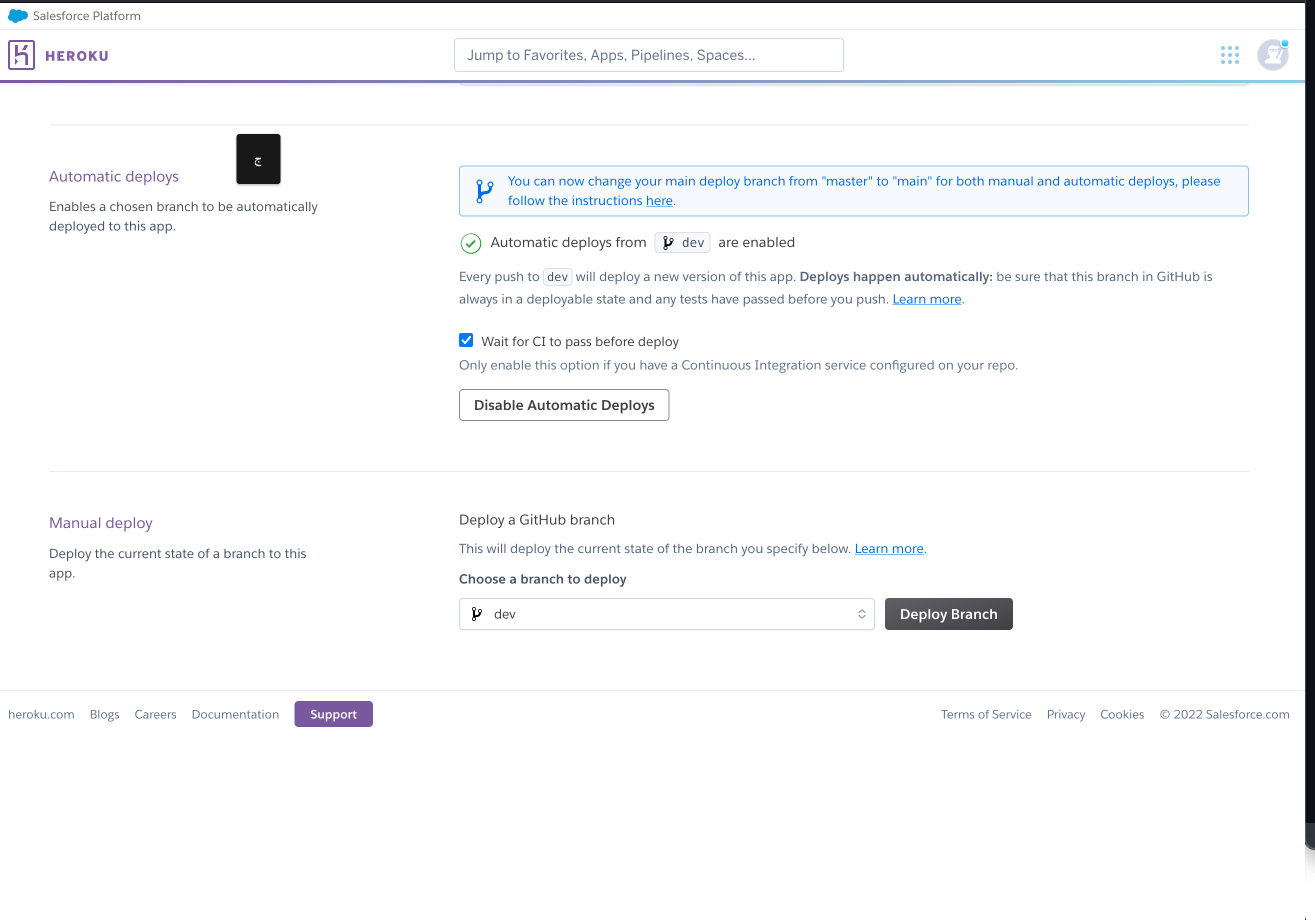 Salesforce Platform
HEROKU
Jump to Favorites, Apps, Pipelines, Spaces...
ج
Automatic deploys
Enables a chosen branch to be automatically
deployed to this app.
You can now change your main deploy branch from "master" to "main" for both manual and automatic deploys, please
follow the instructions here.
Automatic deploys from dev are enabled
Every push to dev will deploy a new version of this app. Deploys happen automatically: be sure that this branch in GitHub is
always in a deployable state and any tests have passed before you push. Learn more.
Wait for CI to pass before deploy
Only enable this option if you have a Continuous Integration service configured on your repo.
Disable Automatic Deploys
Manual deploy
Deploy the current state of a branch to this
app.
Deploy a GitHub branch
This will deploy the current state of the branch you specify below. Learn more.
Choose a branch to deploy
dev
Deploy Branch
heroku.com Blogs Careers Documentation Support
Terms of Service Privacy Cookies © 2022 Salesforce.com